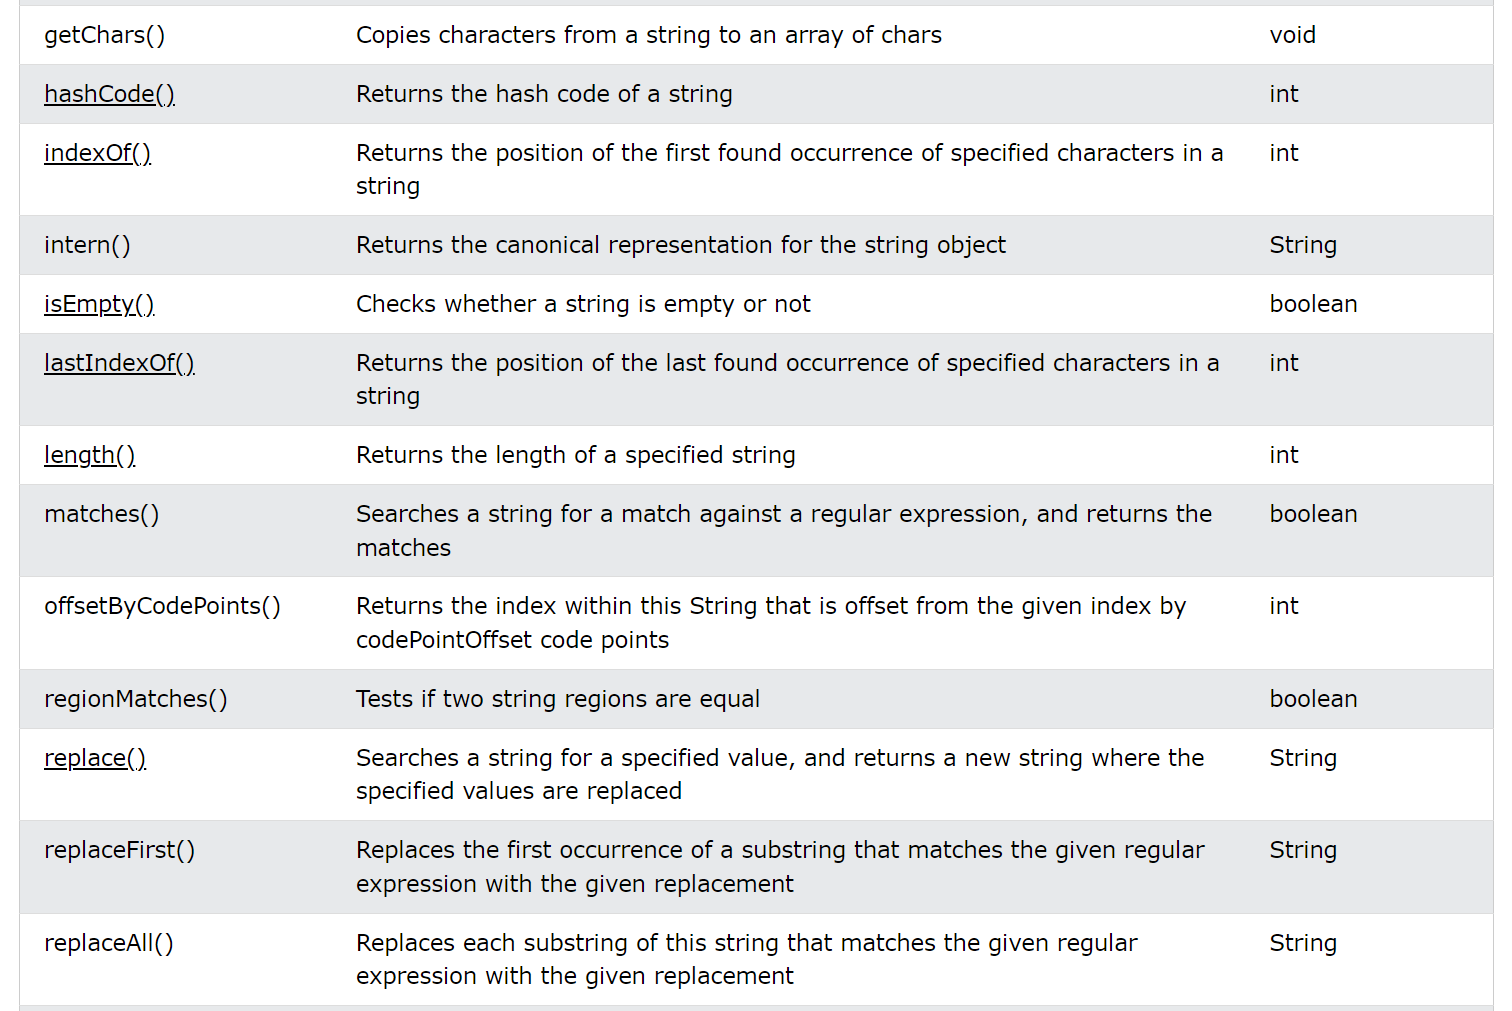 getChars() Copies characters from a string to an array of chars void
hashCode() Returns the hash code of a string int
indexOf() Returns the position of the first found occurrence of specified characters in a int
string
intern() Returns the canonical representation for the string object String
isEmpty() Checks whether a string is empty or not boolean
lastIndexOf() Returns the position of the last found occurrence of specified characters in a int
string
length() Returns the length of a specified string int
matches() Searches a string for a match against a regular expression, and returns the boolean
matches
offsetByCodePoints() Returns the index within this String that is offset from the given index by int
codePointOffset code points
regionMatches() Tests if two string regions are equal boolean
replace() Searches a string for a specified value, and returns a new string where the String
specified values are replaced
replaceFirst() Replaces the first occurrence of a substring that matches the given regular String
expression with the given replacement
replaceAll() Replaces each substring of this string that matches the given regular String
expression with the given replacement